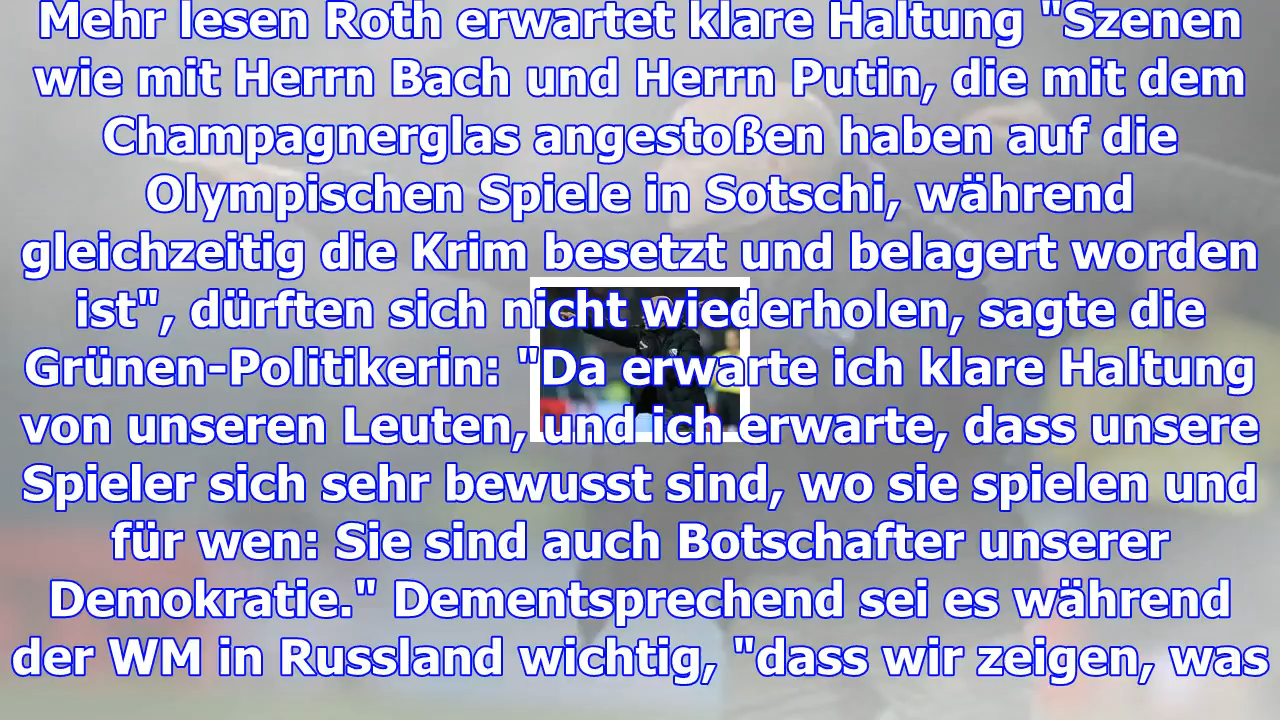 Mehr lesen Roth erwartet klare Haltung "Szenen
wie mit Herrn Bach und Herrn Putin, die mit dem
Champagnerglas angestoßen haben auf die
Olympischen Spiele in Sotschi, während
gleichzeitig die Krim besetzt und belagert worden
ist", dürften sich nicht wiederholen, sagte die
Grünen-Politikerin: "Da erwarte ich klare Haltung
von unseren Leuten, und ich erwarte, dass unsere
Spieler sich sehr bewusst sind, wo sie spielen und
für wen: Sie sind auch Botschafter unserer
Demokratie." Dementsprechend sei es während
der WM in Russland wichtig, "dass wir zeigen, was